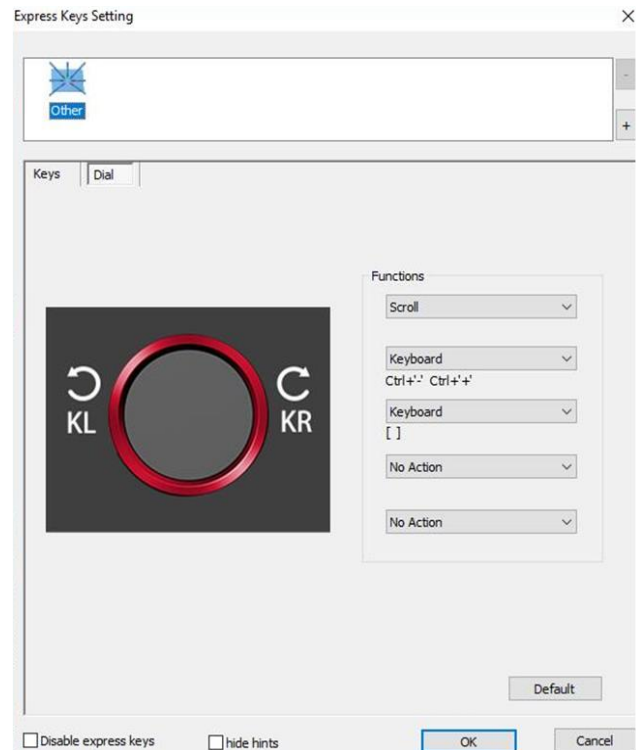 Express Keys Setting
Other
-
+
Keys Dial
Functions
Scroll
Keyboard
Ctrl+'-' Ctrl+'+'
Keyboard
[ ]
No Action
No Action
KL KR
Default
Disable express keys hide hints OK Cancel